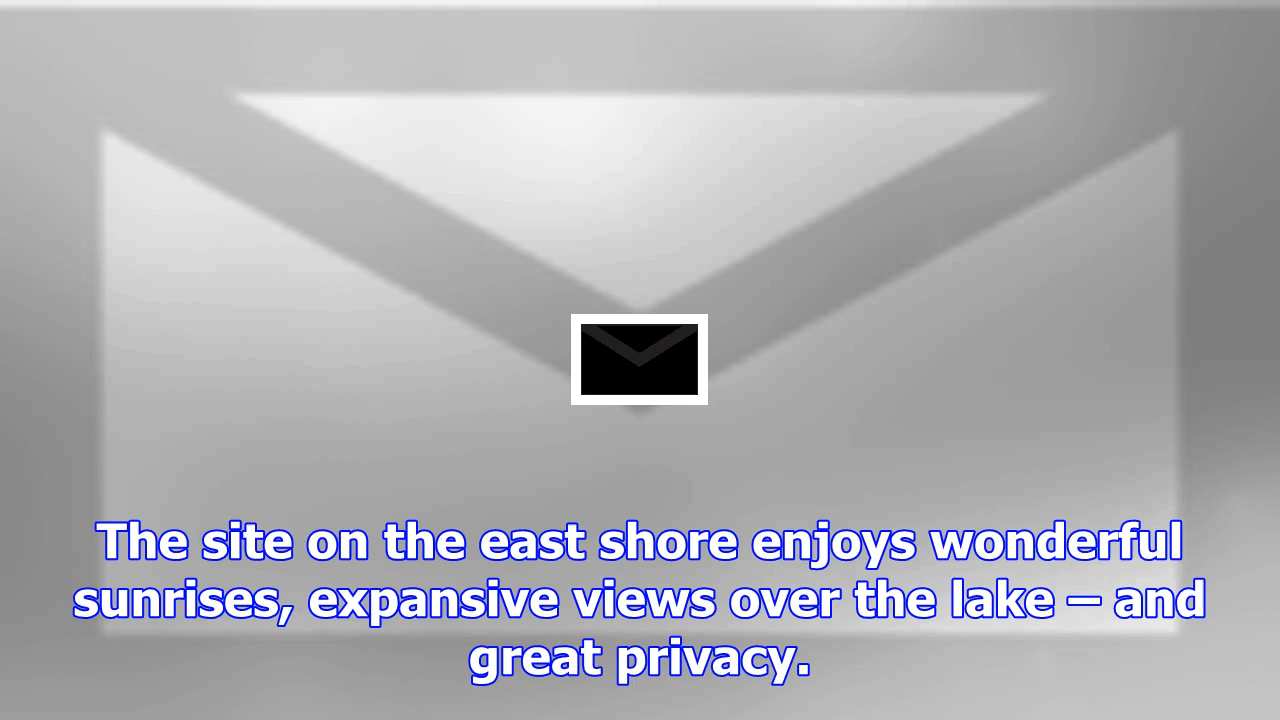 The site on the east shore enjoys wonderful
sunrises, expansive views over the lake – and
great privacy.